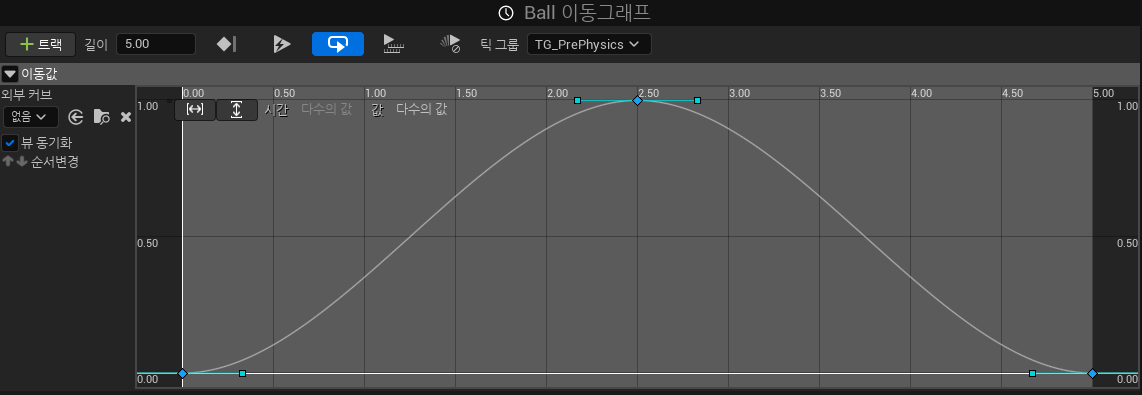 Ball 이동그래프
트랙 길이 5.00 틱 그룹 TG_PrePhysics
이동값
외부 커브
없음
뷰 동기화
순서변경
시간 다수의 값 값 다수의 값
0.00 0.50 1.00 1.50 2.00 2.50 3.00 3.50 4.00 4.50 5.00
1.00 1.00
0.50 0.50
0.00 0.00